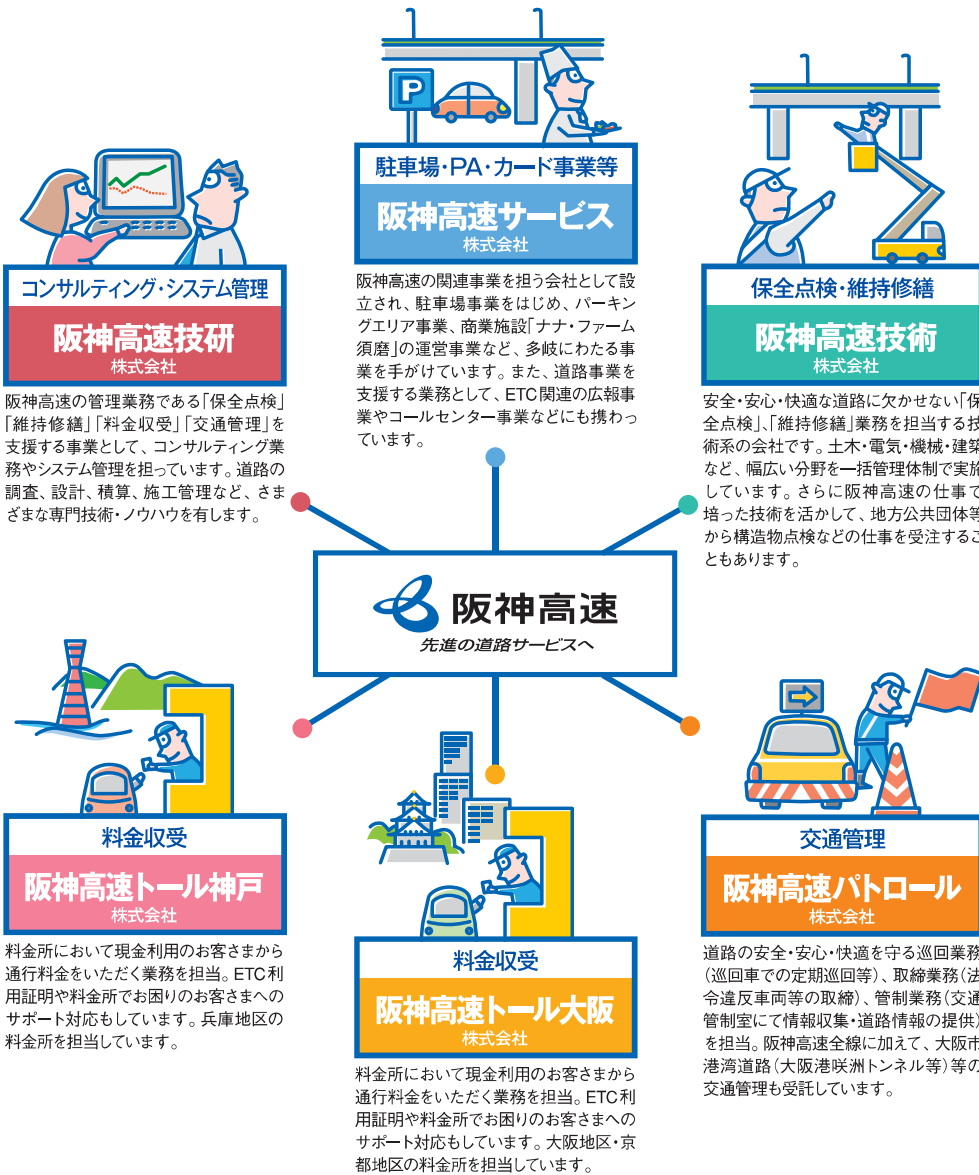 P
駐車場・PA・カード事業等
阪神高速サービス
株式会社
阪神高速の関連事業を担う会社として設
立され、駐車場事業をはじめ、パーキン
グエリア事業、商業施設「ナナ・ファーム
須磨」の運営事業など、多岐にわたる事
業を手がけています。また、道路事業を
支援する業務として、ETC関連の広報事
業やコールセンター事業などにも携わっ
ています。
コンサルティング・システム管理
阪神高速技研
株式会社
阪神高速の管理業務である「保全点検」
「維持修繕」「料金収受」「交通管理」を
支援する事業として、コンサルティング業
務やシステム管理を担っています。道路の
調査、設計、積算、施工管理など、さま
ざまな専門技術・ノウハウを有します。
保全点検・維持修繕
阪神高速技術
株式会社
安全・安心・快適な道路に欠かせない「保
全点検」、「維持修繕」業務を担当する技
術系の会社です。土木・電気・機械・建築
など、幅広い分野を一括管理体制で実施
しています。さらに阪神高速の仕事で
培った技術を活かして、地方公共団体等
から構造物点検などの仕事を受注するこ
ともあります。
阪神高速
先進の道路サービスへ
料金収受
阪神高速トール神戸
株式会社
料金所において現金利用のお客さまから
通行料金をいただく業務を担当。ETC利
用証明や料金所でお困りのお客さまへの
サポート対応もしています。兵庫地区の
料金所を担当しています。
料金収受
阪神高速トール大阪
株式会社
料金所において現金利用のお客さまから
通行料金をいただく業務を担当。ETC利
用証明や料金所でお困りのお客さまへの
サポート対応もしています。大阪地区・京
都地区の料金所を担当しています。
交通管理
阪神高速パトロール
株式会社
道路の安全・安心・快適を守る巡回業務
(巡回車での定期巡回等)、取締業務(法
令違反車両等の取締)、管制業務(交通
管制室にて情報収集・道路情報の提供)
を担当。阪神高速全線に加えて、大阪市
港湾道路(大阪港咲洲トンネル等)等の
交通管理も受託しています。